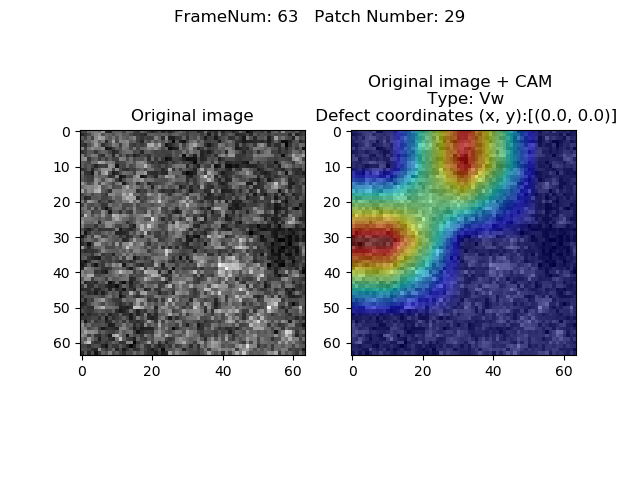 FrameNum: 63   Patch Number: 29
Original image
Original image + CAM
Type: Vw
Defect coordinates (x, y):[(0.0, 0.0)]
0
10
20
30
40
50
60
0 20 40 60
0
10
20
30
40
50
60
0 20 40 60